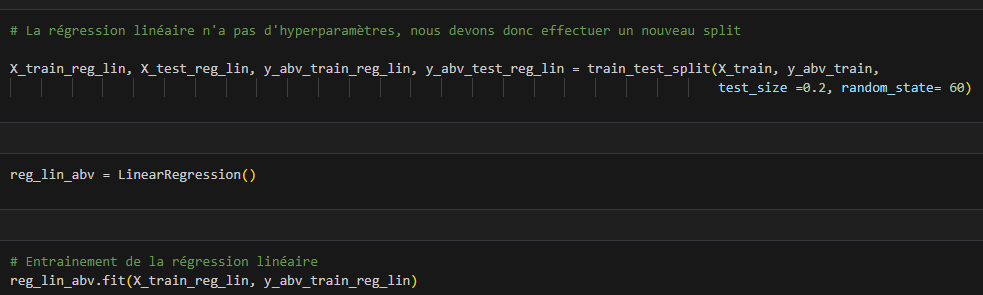 # La régression linéaire n'a pas d'hyperparamètres, nous devons donc effectuer un nouveau split
X_train_reg_lin, X_test_reg_lin, y_abv_train_reg_lin, y_abv_test_reg_lin = train_test_split(X_train, y_abv_train,
test_size =0.2, random_state= 60)
reg_lin_abv = LinearRegression()
# Entrainement de la régression linéaire
reg_lin_abv.fit(X_train_reg_lin, y_abv_train_reg_lin)